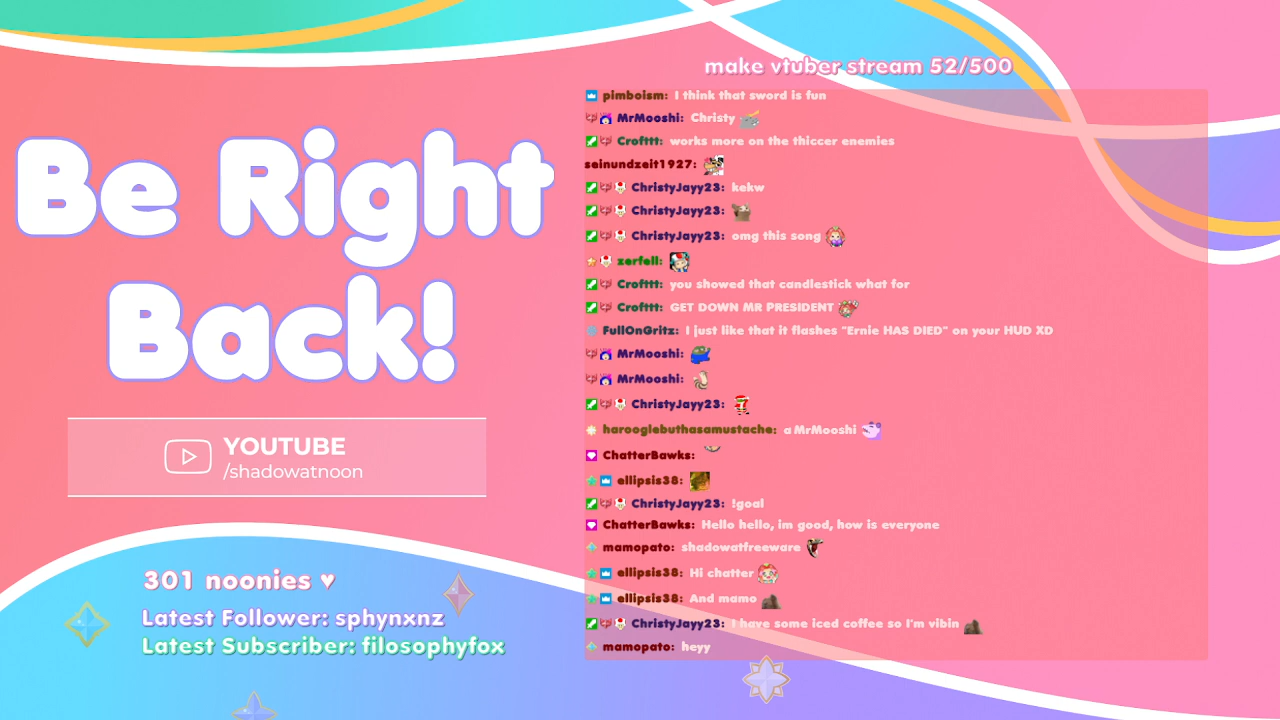 make vtuber stream 52/500
Be Right
Back!
YOUTUBE
/shadowatnoon
301 noonies ♥
Latest Follower: sphynxnz
Latest Subscriber: filosophyfox
pimboism: I think that sword is fun
MrMooshi: Christy
Crofttt: works more on the thiccer enemies
seinundzeit1927:
ChristyJayy23: kekw
ChristyJayy23:
ChristyJayy23: omg this song
zerfell:
Crofttt: you showed that candlestick what for
Crofttt: GET DOWN MR PRESIDENT
FullOnGritz: I just like that it flashes "Ernie HAS DIED" on your HUD XD
MrMooshi:
MrMooshi:
ChristyJayy23:
harooglebuthasamustache: a MrMooshi
ChatterBawks:
ellipsis38:
ChristyJayy23: !goal
ChatterBawks: Hello hello, im good, how is everyone
mamopato: shadowatfreeware
ellipsis38: Hi chatter
ellipsis38: And mamo
ChristyJayy23: I have some iced coffee so I'm vibin
mamopato: heyy